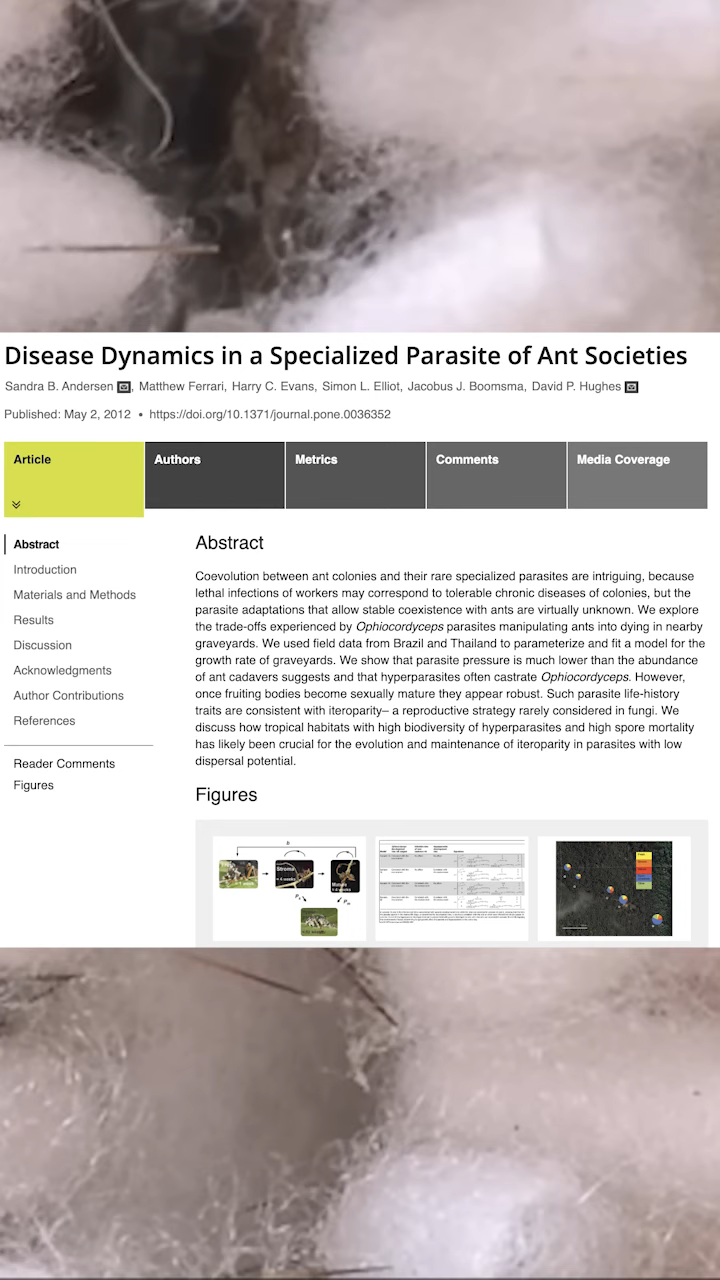 Disease Dynamics in a Specialized Parasite of Ant Societies
Sandra B. Andersen , Matthew Ferrari, Harry C. Evans, Simon L. Elliot, Jacobus J. Boomsma, David P. Hughes
Published: May 2, 2012 • https://doi.org/10.1371/journal.pone.0036352
Article
Authors
Metrics
Comments
Media Coverage
Abstract
Introduction
Materials and Methods
Results
Discussion
Acknowledgments
Author Contributions
References
Reader Comments
Figures
Abstract
Coevolution between ant colonies and their rare specialized parasites are intriguing, because
lethal infections of workers may correspond to tolerable chronic diseases of colonies, but the
parasite adaptations that allow stable coexistence with ants are virtually unknown. We explore
the trade-offs experienced by Ophiocordyceps parasites manipulating ants into dying in nearby
graveyards. We used field data from Brazil and Thailand to parameterize and fit a model for the
growth rate of graveyards. We show that parasite pressure is much lower than the abundance
of ant cadavers suggests and that hyperparasites often castrate Ophiocordyceps. However,
once fruiting bodies become sexually mature they appear robust. Such parasite life-history
traits are consistent with iteroparity– a reproductive strategy rarely considered in fungi. We
discuss how tropical habitats with high biodiversity of hyperparasites and high spore mortality
has likely been crucial for the evolution and maintenance of iteroparity in parasites with low
dispersal potential.
Figures
Stroma